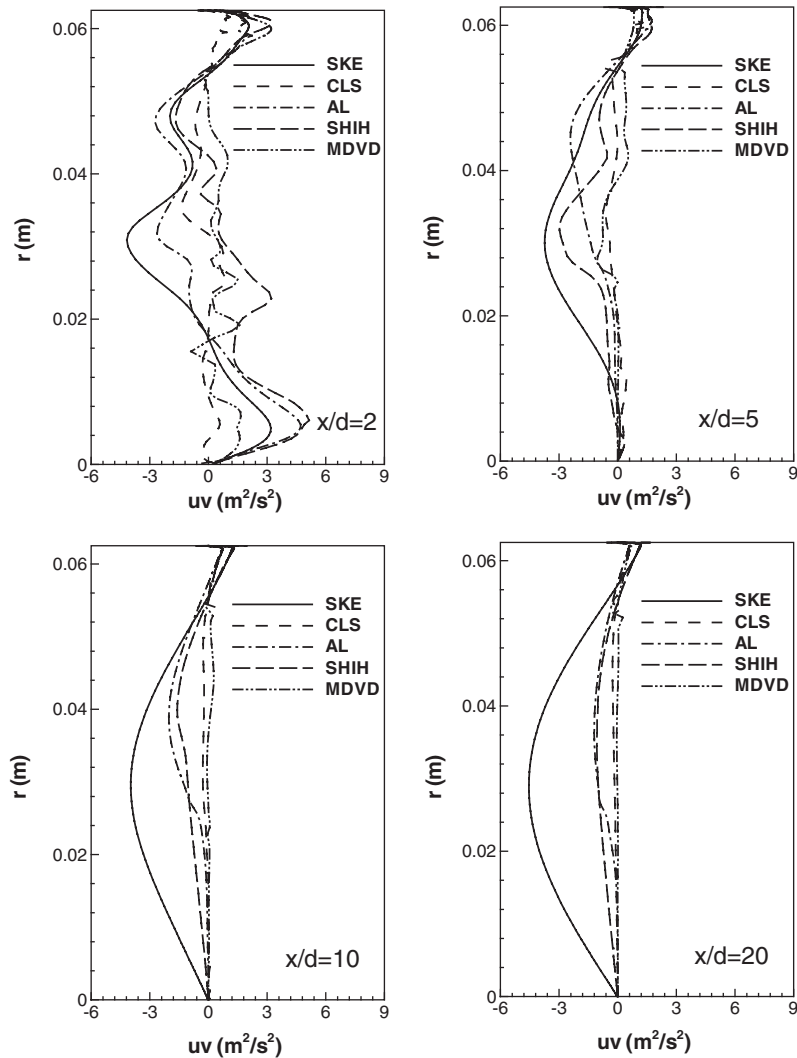 0.06
0.04
0.02
0
r (m)
SKE
CLS
AL
SHIH
MDVD
x/d=2
-6 -3 0 3 6 9
uv (m²/s²)
0.06
0.04
0.02
0
r (m)
SKE
CLS
AL
SHIH
MDVD
x/d=5
-6 -3 0 3 6 9
uv (m²/s²)
0.06
0.04
0.02
0
r (m)
SKE
CLS
AL
SHIH
MDVD
x/d=10
-6 -3 0 3 6 9
uv (m²/s²)
0.06
0.04
0.02
0
r (m)
SKE
CLS
AL
SHIH
MDVD
x/d=20
-6 -3 0 3 6 9
uv (m²/s²)